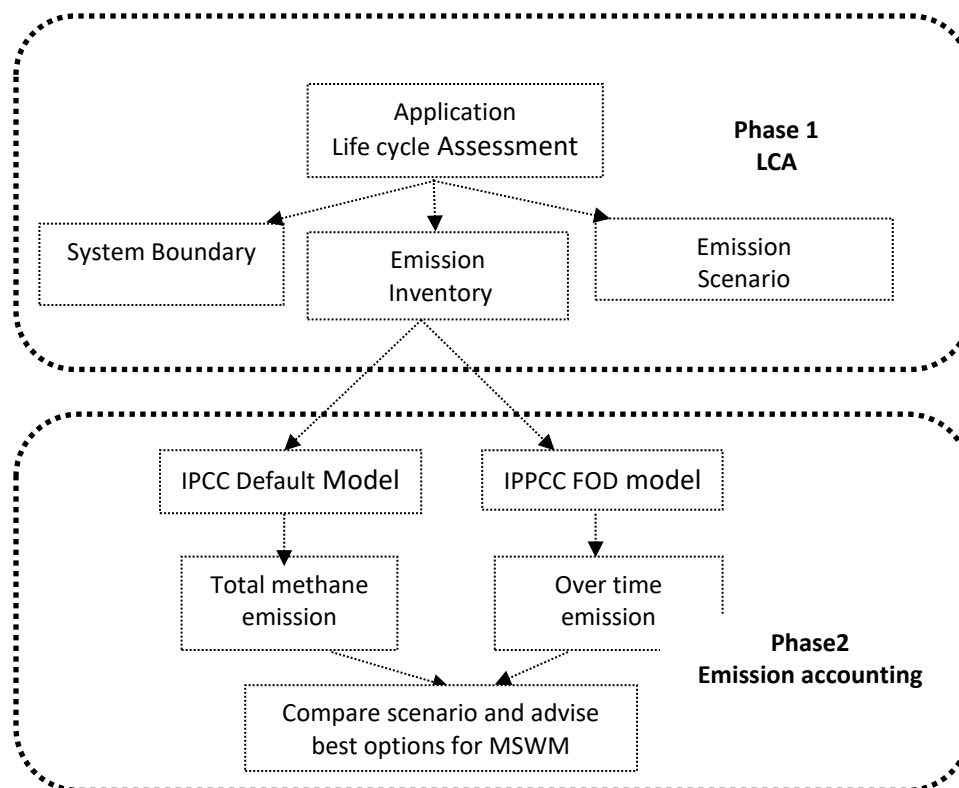 Application
Life cycle Assessment
Phase 1
LCA
System Boundary
Emission
Inventory
Emission
Scenario
IPCC Default Model
IPPCC FOD model
Total methane
emission
Over time
emission
Phase2
Emission accounting
Compare scenario and advise
best options for MSWM